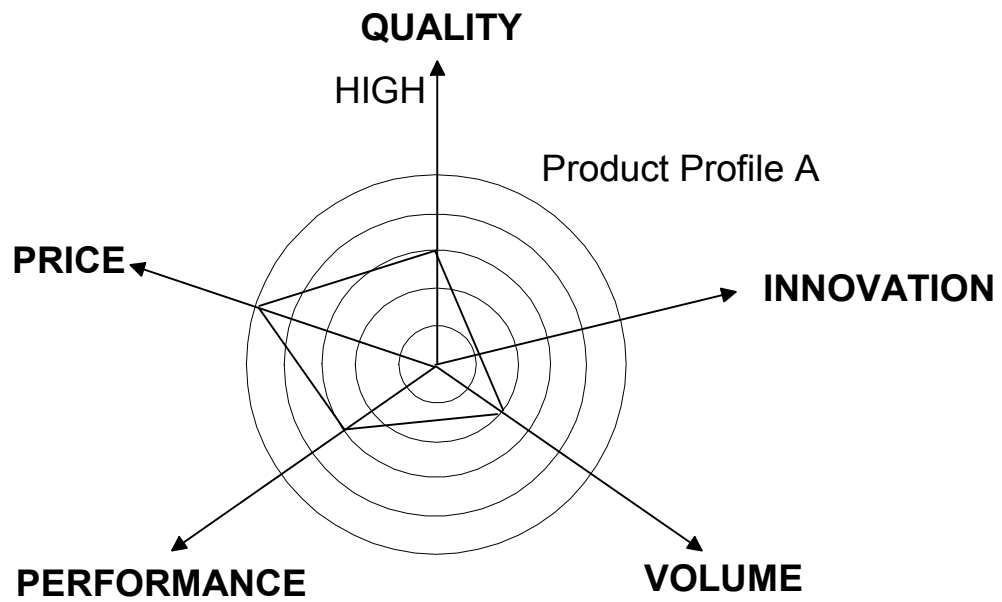 QUALITY
HIGH
Product Profile A
PRICE
INNOVATION
PERFORMANCE
VOLUME